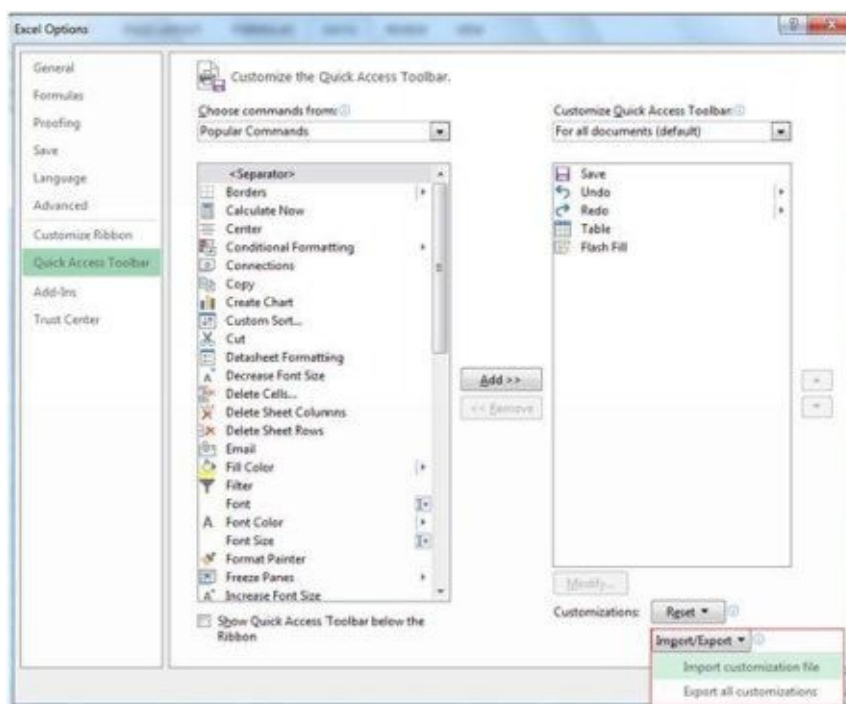 Excel Options
General
Formulas
Proofing
Save
Language
Advanced
Customize Ribbon
Quick Access Toolbar
Add-Ins
Trust Center
Customize the Quick Access Toolbar.
Choose commands from:
Popular Commands
<Separator>
Borders
Calculate Now
Center
Conditional Formatting
Connections
Copy
Create Chart
Custom Sort...
Cut
Datasheet Formatting
Decrease Font Size
Delete Cells...
Delete Sheet Columns
Delete Sheet Rows
Email
Fill Color
Filter
Font
Font Color
Font Size
Format Painter
Freeze Panes
Increase Font Size
Show Quick Access Toolbar below the
Ribbon
Add >>
<< Remove
Customize Quick Access Toolbar:
For all documents (default)
Save
Undo
Redo
Table
Flash Fill
Modify...
Customizations:
Reset
Import/Export
Import customization file
Export all customizations